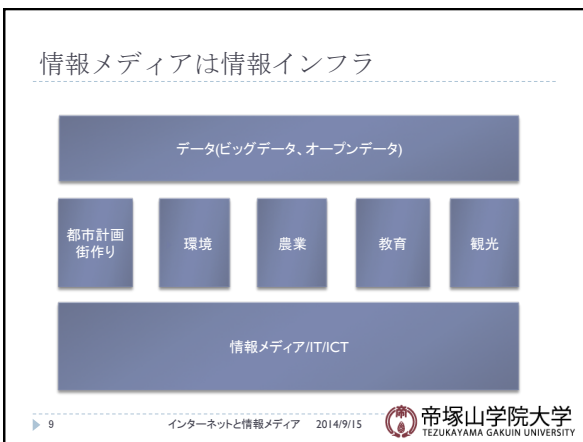 情報メディアは情報インフラ
データ(ビッグデータ、オープンデータ)
都市計画
街作り
環境
農業
教育
観光
情報メディア/IT/ICT
9
インターネットと情報メディア
2014/9/15
帝塚山学院大学
TEZUKAYAMA GAKUIN UNIVERSITY